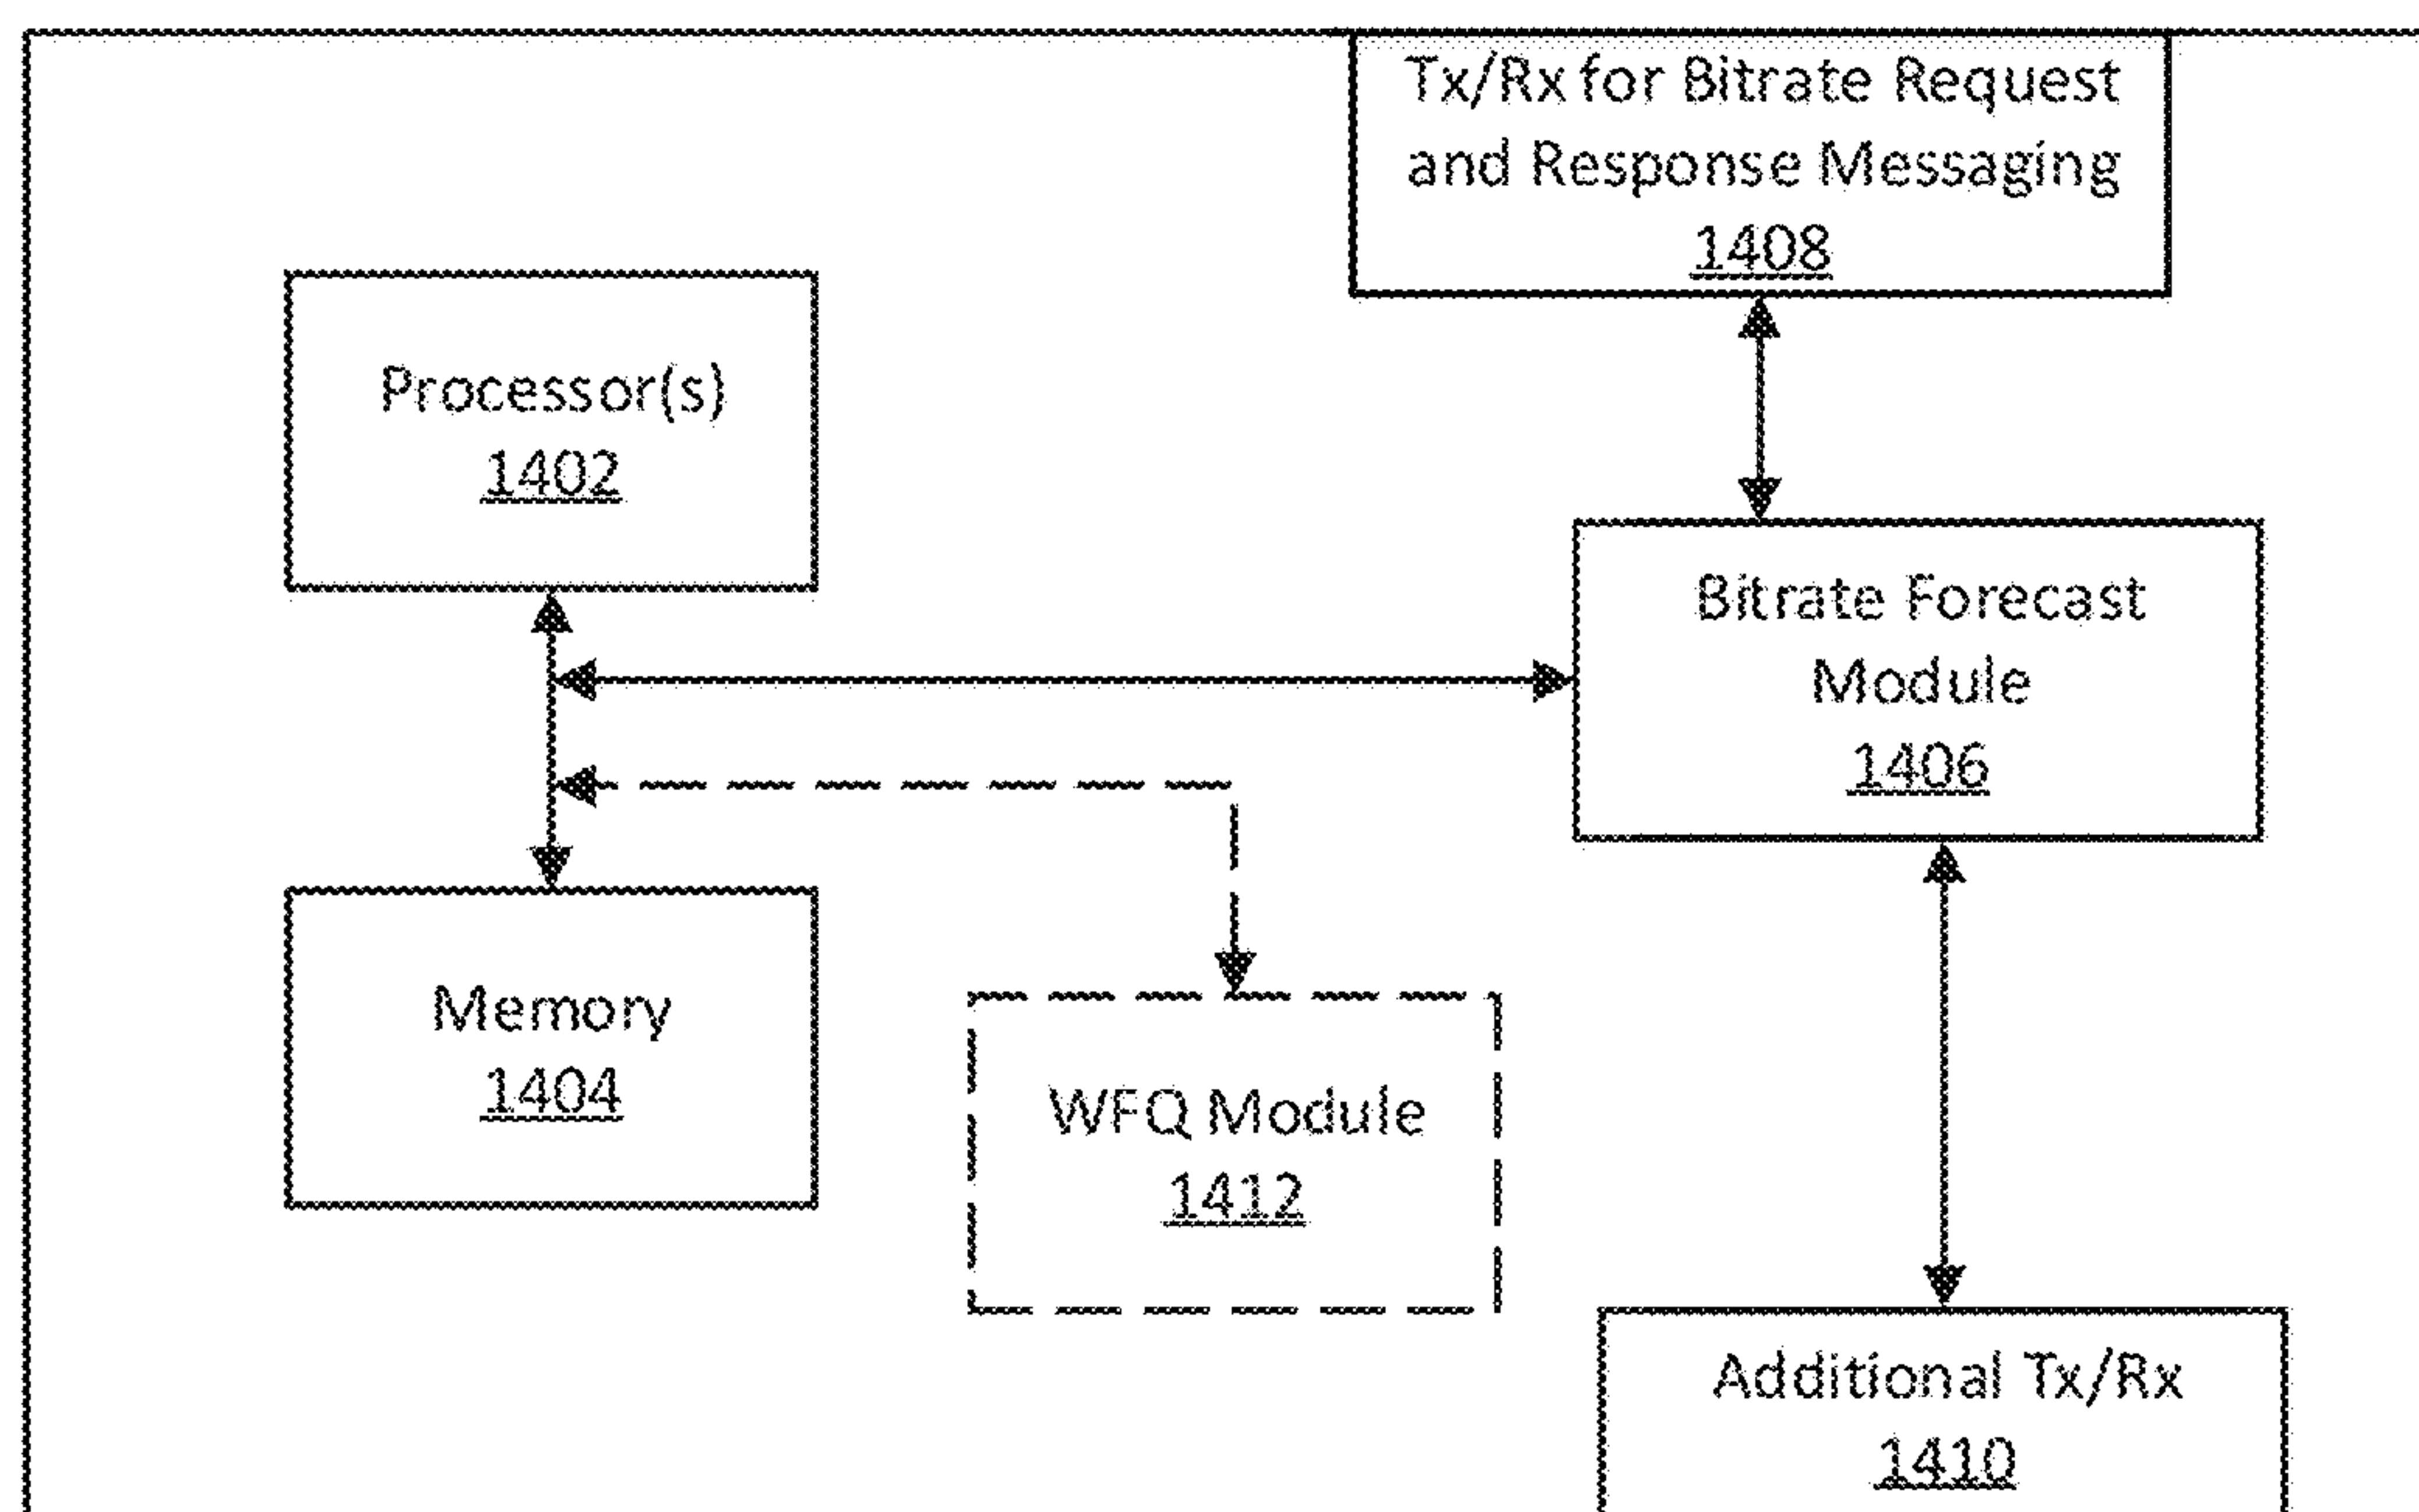 Tx/Rx for Bitrate Request
and Response Messaging
1408
Processor(s)
1402
Bitrate Forecast
Module
1406
Memory
1404
WFQ Module
1412
Additional Tx/Rx
1410